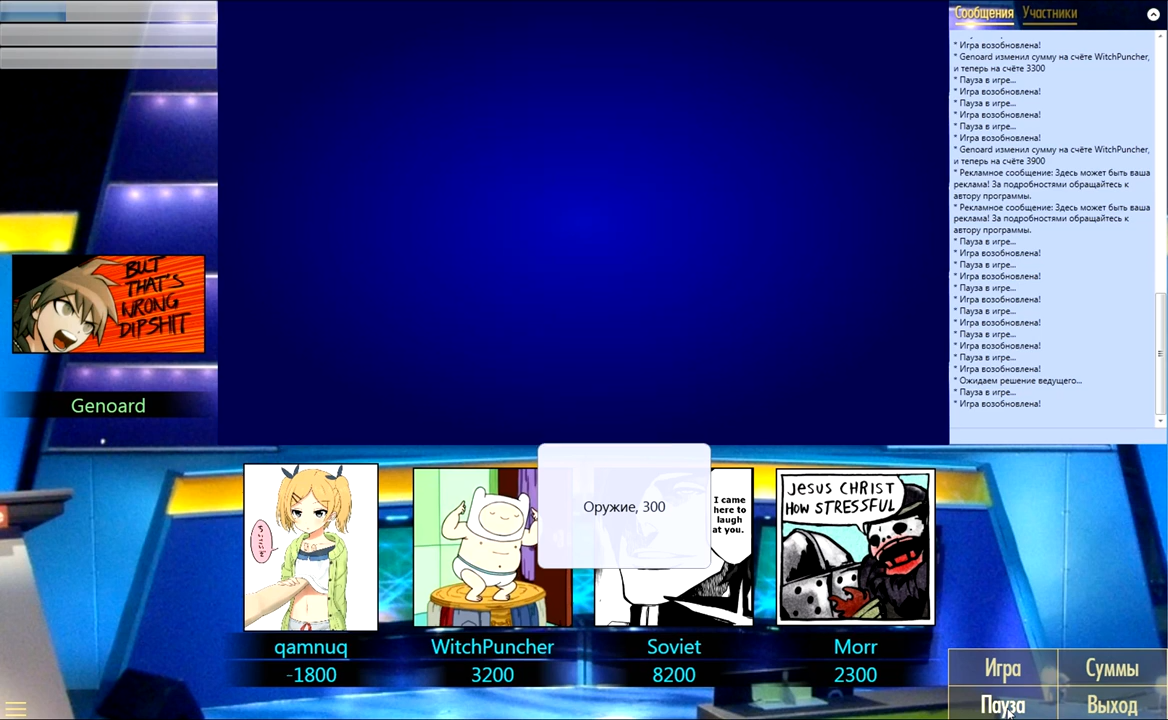 Сообщения Участники
* Игра возобновлена!
* Genoard изменил сумму на счёте WitchPuncher,
и теперь на счёте 3300
* Пауза в игре...
* Игра возобновлена!
* Пауза в игре...
* Игра возобновлена!
* Пауза в игре...
* Игра возобновлена!
* Genoard изменил сумму на счёте WitchPuncher,
и теперь на счёте 3900
* Рекламное сообщение: Здесь может быть ваша
реклама! За подробностями обращайтесь к
автору программы.
* Рекламное сообщение: Здесь может быть ваша
реклама! За подробностями обращайтесь к
автору программы.
* Пауза в игре...
* Игра возобновлена!
* Пауза в игре...
* Игра возобновлена!
* Пауза в игре...
* Игра возобновлена!
* Пауза в игре...
* Игра возобновлена!
* Пауза в игре...
* Игра возобновлена!
* Пауза в игре...
* Игра возобновлена!
* Ожидаем решение ведущего...
* Пауза в игре...
* Игра возобновлена!
BUT
THAT'S
WRONG
DIPSHIT
Genoard
Оружие, 300
I came
here to
laugh
at you.
JESUS CHRIST
HOW STRESSFUL
qamnuq
WitchPuncher
Soviet
Morr
-1800
3200
8200
2300
Игра
Суммы
Пауза
Выход